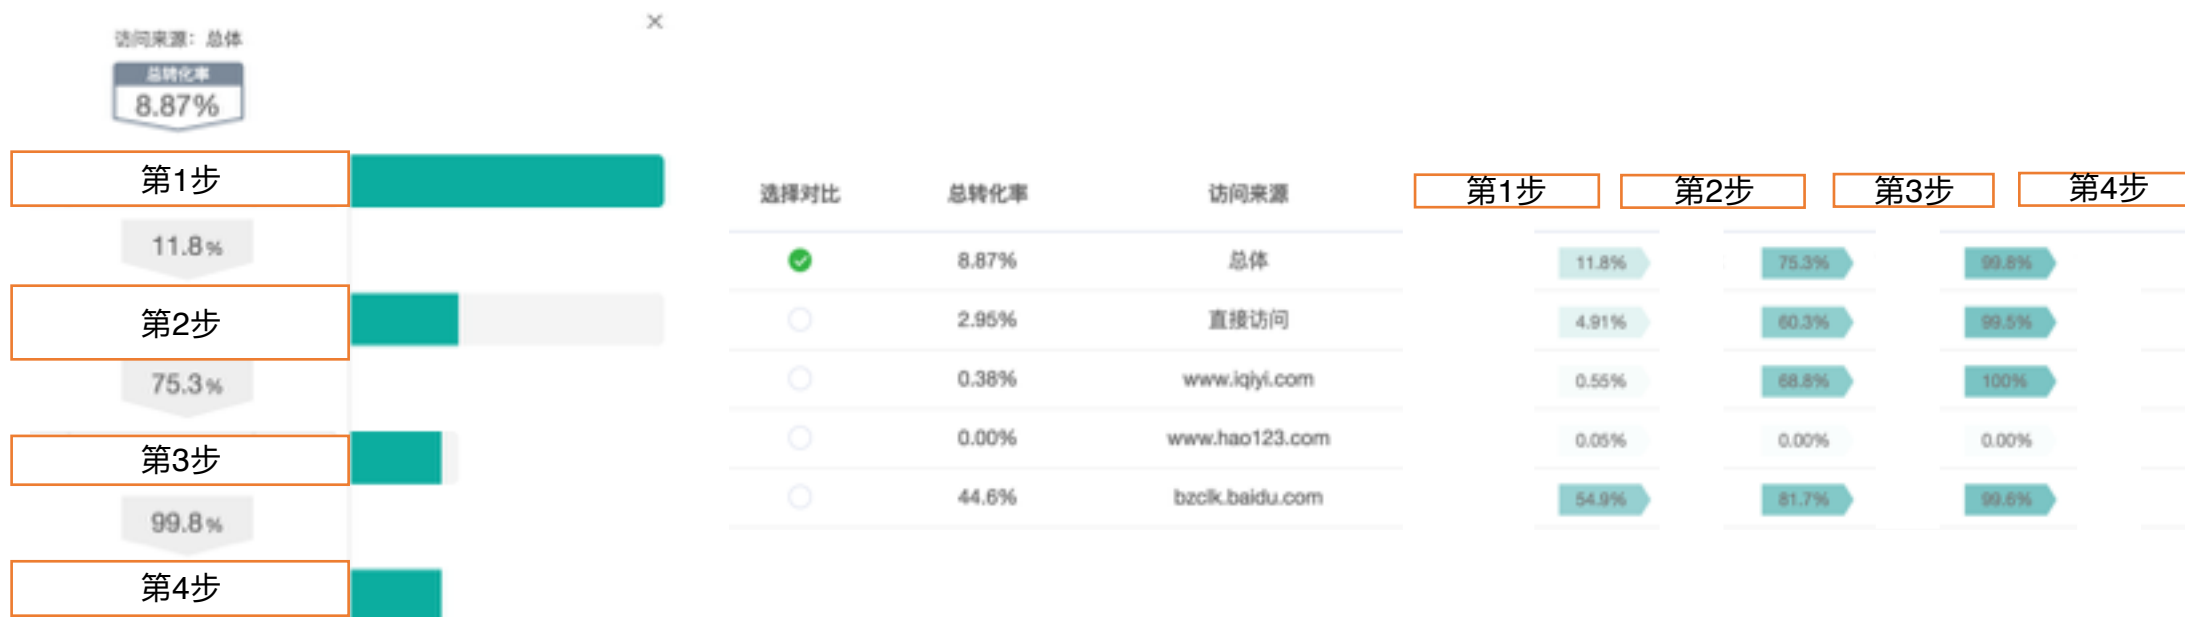 访问来源：总体
×
总转化率
8.87%
第1步
11.8%
第2步
75.3%
第3步
99.8%
第4步
选择对比 总转化率 访问来源 第1步 第2步 第3步 第4步
8.87% 总体 11.8% 75.3% 99.8%
2.95% 直接访问 4.91% 60.3% 99.5%
0.38% www.iqiyi.com 0.55% 68.8% 100%
0.00% www.hao123.com 0.05% 0.00% 0.00%
44.6% bzclk.baidu.com 54.9% 81.7% 99.6%